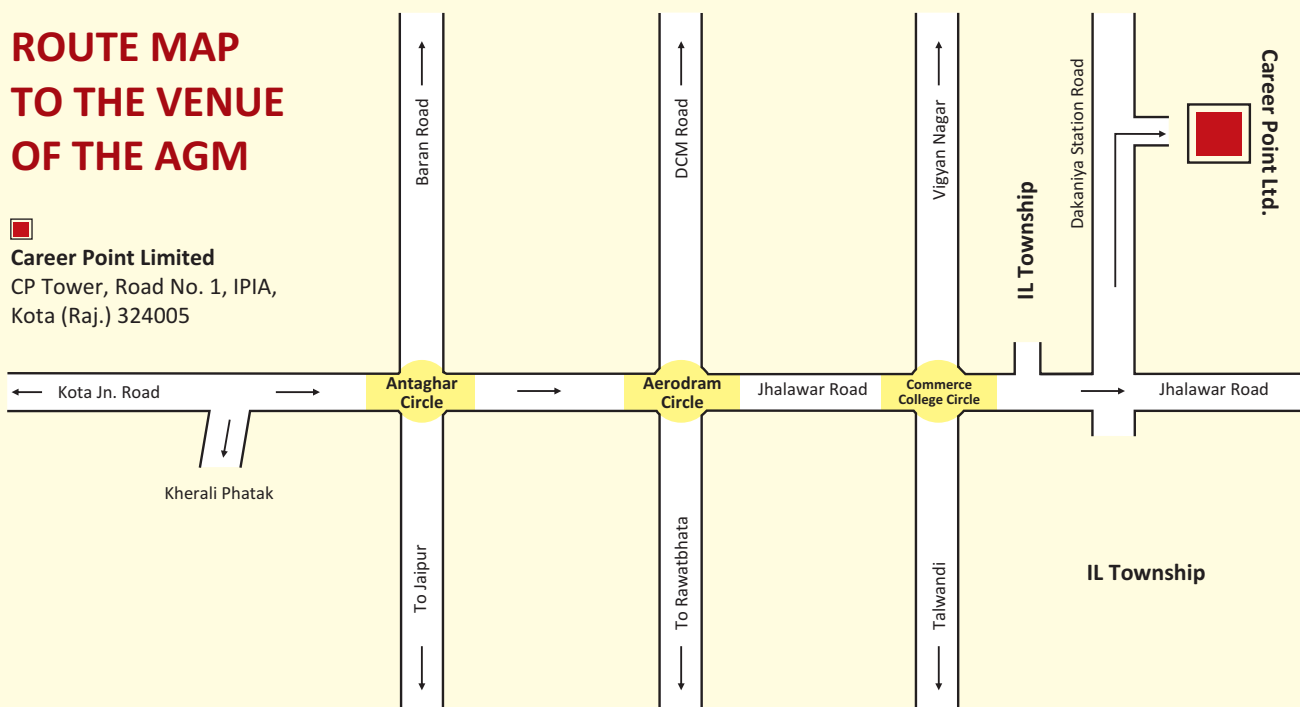 ROUTE MAP
TO THE VENUE
OF THE AGM
Career Point Limited
CP Tower, Road No. 1, IPIA,
Kota (Raj.) 324005
Baran Road
DCM Road
Vigyan Nagar
IL Township
Dakaniya Station Road
Career Point Ltd.
Kota Jn. Road
Antaghar
Circle
Aerodram
Circle
Jhalawar Road
Commerce
College Circle
Jhalawar Road
Kherali Phatak
To Jaipur
To Rawatbhata
Talwandi
IL Township